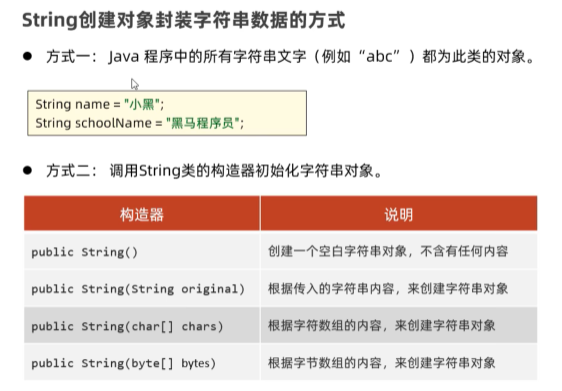 String创建对象封装字符串数据的方式
● 方式一： Java 程序中的所有字符串文字（例如“abc”）都为此类的对象。
String name = "小黑";
String schoolName = "黑马程序员";
● 方式二： 调用String类的构造器初始化字符串对象。
构造器 说明
public String() 创建一个空白字符串对象，不含有任何内容
public String(String original) 根据传入的字符串内容，来创建字符串对象
public String(char[] chars) 根据字符数组的内容，来创建字符串对象
public String(byte[] bytes) 根据字节数组的内容，来创建字符串对象